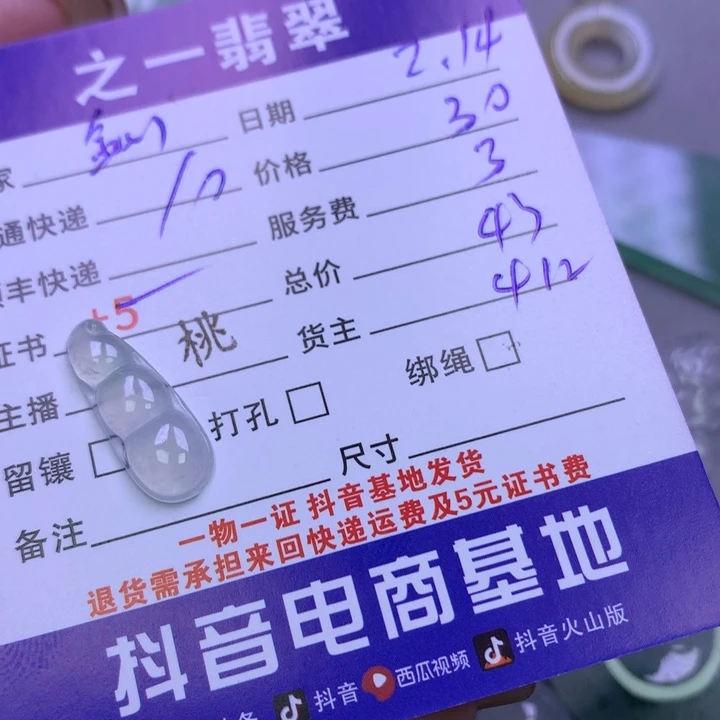 之一翡翠
家 日期 2.14
通快递 10 价格 30
顺丰快递 服务费 3
证书 +5 总价 43
主播 桃 货主 412
留镶 打孔 绑绳
备注 尺寸
一物一证 抖音基地发货
退货需承担来回快递运费及5元证书费
抖音电商基地
抖音 西瓜视频 抖音火山版